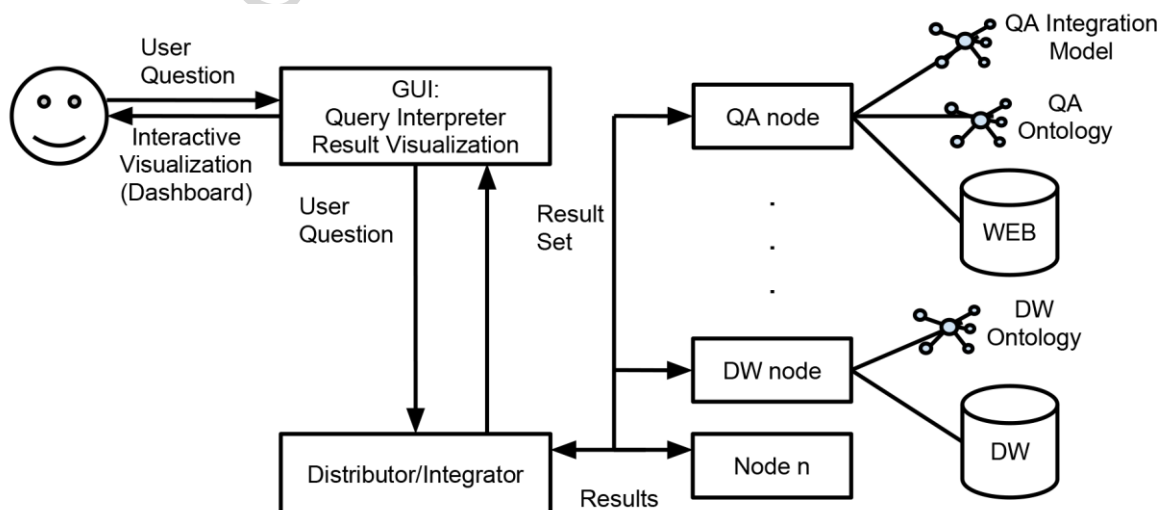 User
Question
GUI:
Query Interpreter
Result Visualization
Interactive
Visualization
(Dashboard)
User
Question
Distributor/Integrator
Result
Set
Results
QA node
QA Integration
Model
QA
Ontology
WEB
DW node
DW
Ontology
DW
Node n